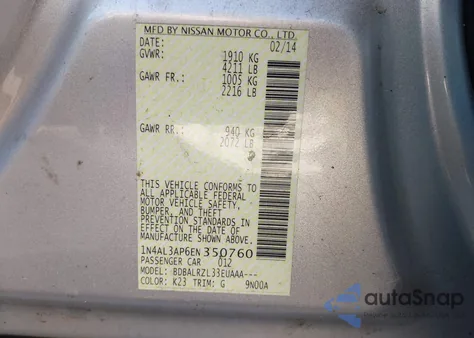 MFD BY NISSAN MOTOR CO., LTD.
DATE: 02/14
GVWR: 1910 KG
4211 LB
GAWR FR.: 1005 KG
2216 LB
GAWR RR.: 940 KG
2072 LB
THIS VEHICLE CONFORMS TO
ALL APPLICABLE FEDERAL
MOTOR VEHICLE SAFETY,
BUMPER, AND THEFT
PREVENTION STANDARDS IN
EFFECT ON THE DATE OF
MANUFACTURE SHOWN ABOVE.
1N4AL3AP6EN350760
PASSENGER CAR 012
MODEL: BDBALRZL33EUAAA---
COLOR: K23 TRIM: G 9N00A
autoSnap
POWERED BY